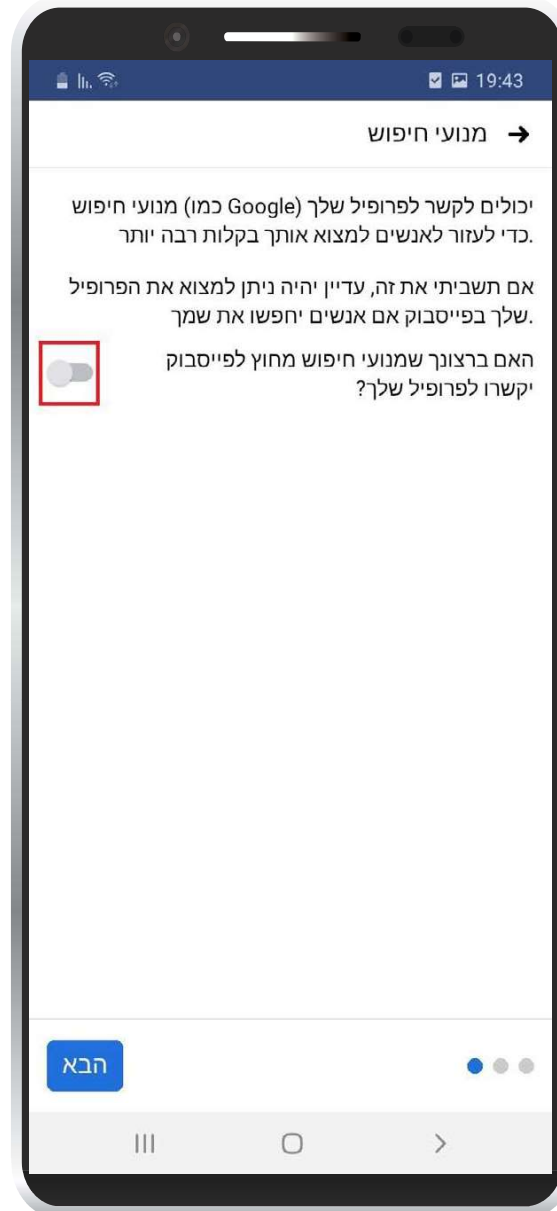 19:43
מנועי חיפוש
יכולים לקשר לפרופיל שלך (Google כמו) מנועי חיפוש
.כדי לעזור לאנשים למצוא אותך בקלות רבה יותר
אם תשביתי את זה, עדיין יהיה ניתן למצוא את הפרופיל
.שלך בפייסבוק אם אנשים יחפשו את שמך
האם ברצונך שמנועי חיפוש מחוץ לפייסבוק
יקשרו לפרופיל שלך?
הבא